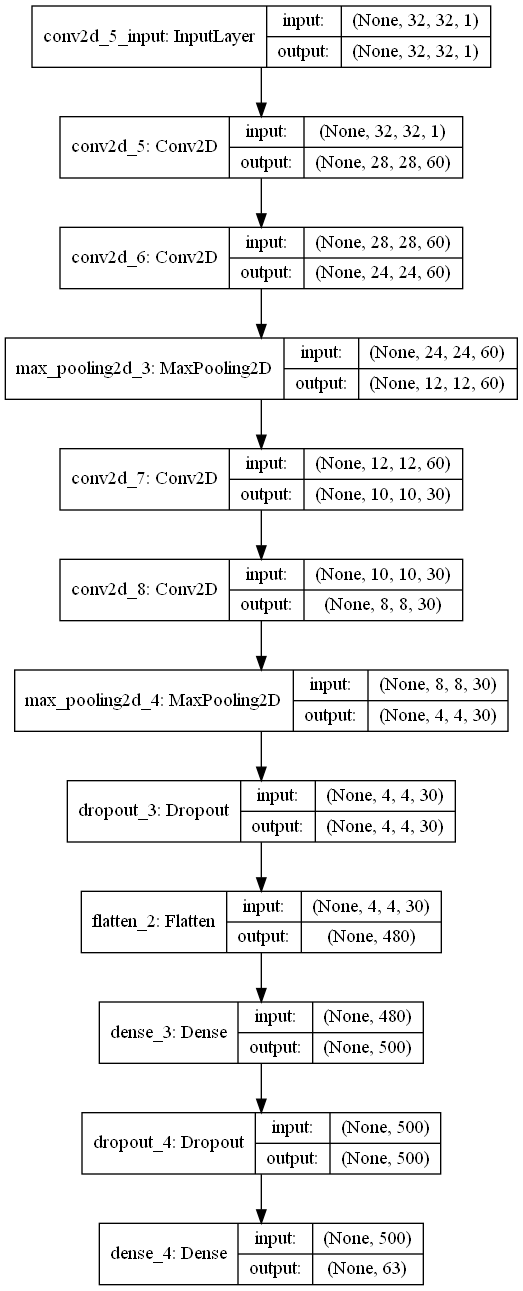 conv2d_5_input: InputLayer
input: (None, 32, 32, 1)
output: (None, 32, 32, 1)
conv2d_5: Conv2D
input: (None, 32, 32, 1)
output: (None, 28, 28, 60)
conv2d_6: Conv2D
input: (None, 28, 28, 60)
output: (None, 24, 24, 60)
max_pooling2d_3: MaxPooling2D
input: (None, 24, 24, 60)
output: (None, 12, 12, 60)
conv2d_7: Conv2D
input: (None, 12, 12, 60)
output: (None, 10, 10, 30)
conv2d_8: Conv2D
input: (None, 10, 10, 30)
output: (None, 8, 8, 30)
max_pooling2d_4: MaxPooling2D
input: (None, 8, 8, 30)
output: (None, 4, 4, 30)
dropout_3: Dropout
input: (None, 4, 4, 30)
output: (None, 4, 4, 30)
flatten_2: Flatten
input: (None, 4, 4, 30)
output: (None, 480)
dense_3: Dense
input: (None, 480)
output: (None, 500)
dropout_4: Dropout
input: (None, 500)
output: (None, 500)
dense_4: Dense
input: (None, 500)
output: (None, 63)